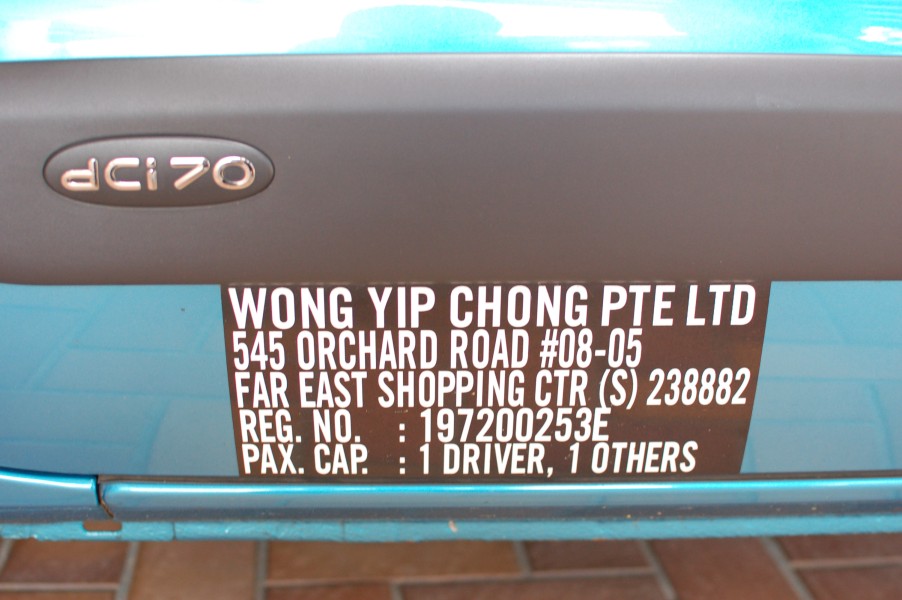 dCi 70
WONG YIP CHONG PTE LTD
545 ORCHARD ROAD #08-05
FAR EAST SHOPPING CTR (S) 238882
REG. NO. : 197200253E
PAX. CAP. : 1 DRIVER, 1 OTHERS